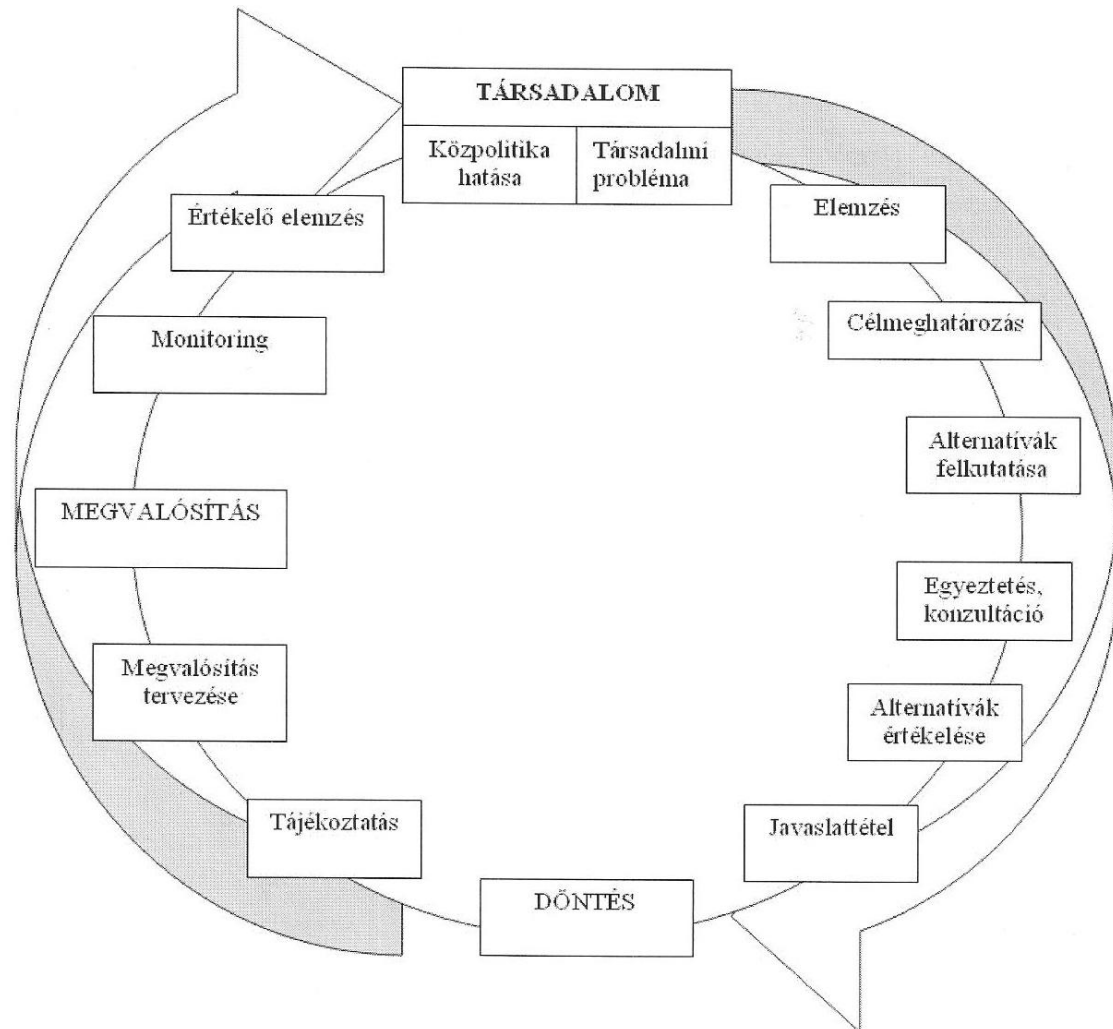 TÁRSADALOM
Közpolitika
hatása
Társadalmi
probléma
Elemzés
Célmeghatározás
Alternatívák
felkutatása
Egyeztetés,
konzultáció
Alternatívák
értékelése
Javaslattétel
DÖNTÉS
Tájékoztatás
Megvalósítás
tervezése
MEGVALÓSÍTÁS
Monitoring
Értékelő elemzés